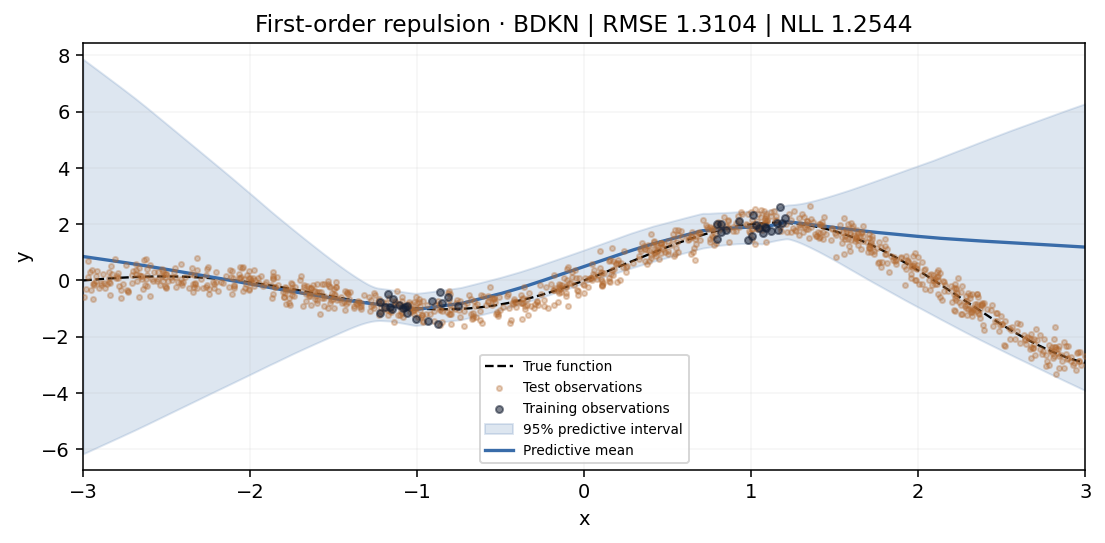 First-order repulsion · BDKN | RMSE 1.3104 | NLL 1.2544
8
6
4
2
0
−2
−4
−6
y
True function
Test observations
Training observations
95% predictive interval
Predictive mean
−3
−2
−1
0
1
2
3
x